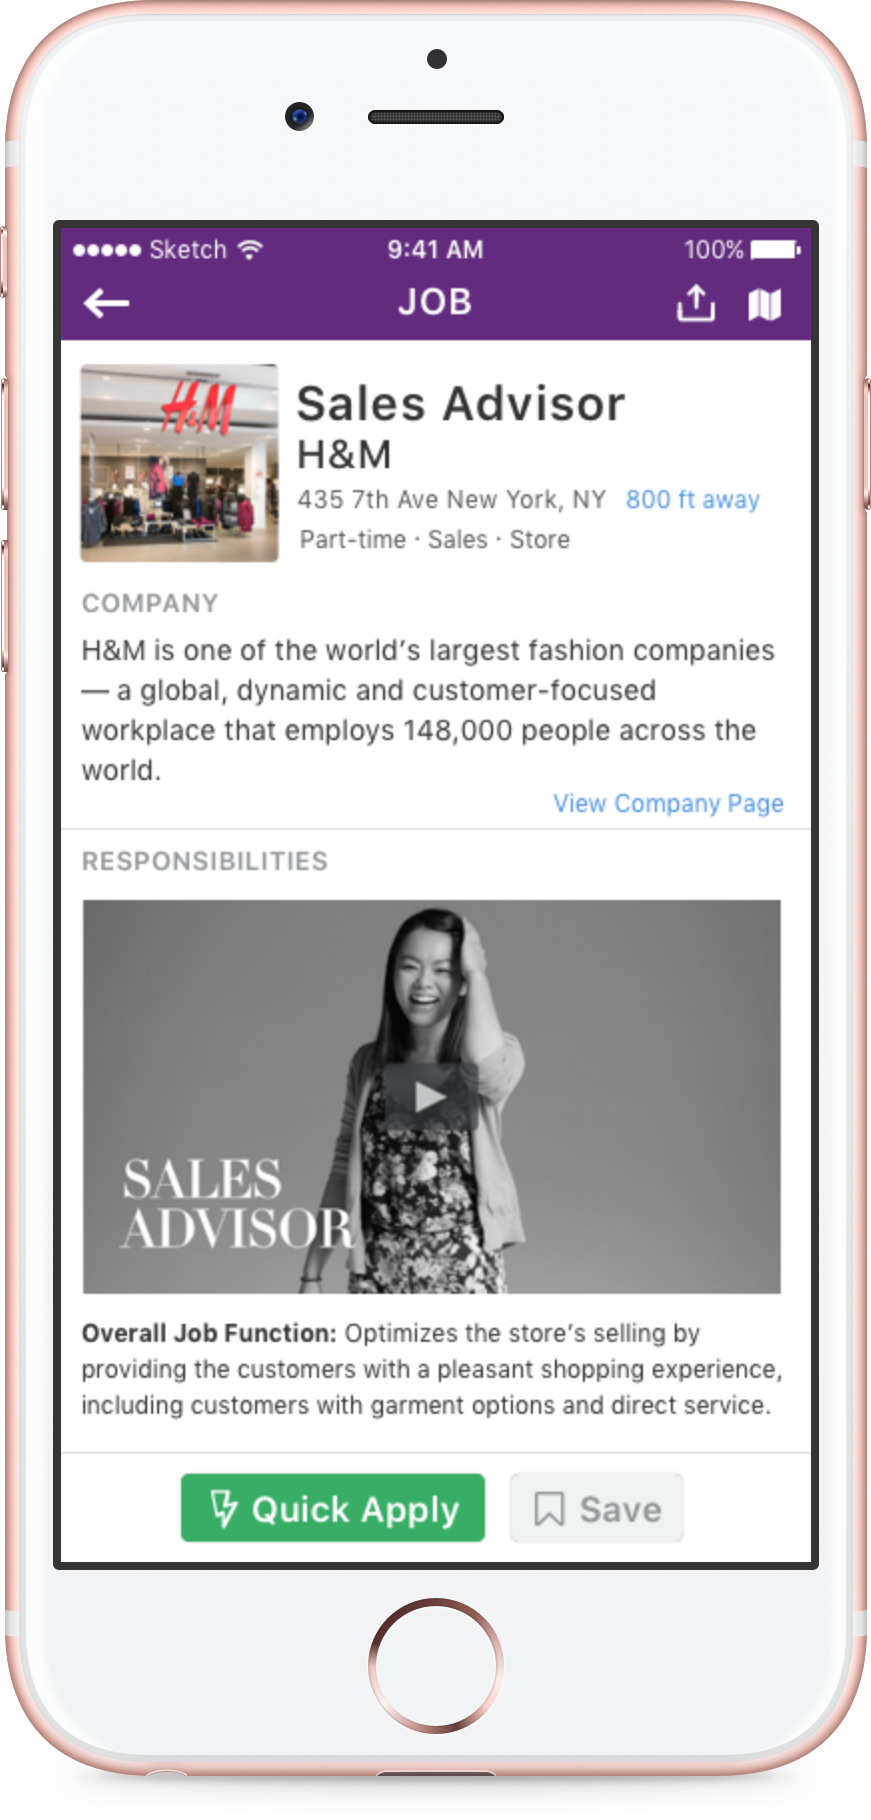 ●●●●● Sketch 9:41 AM 100%
JOB
H&M
Sales Advisor
H&M
435 7th Ave New York, NY 800 ft away
Part-time · Sales · Store
COMPANY
H&M is one of the world’s largest fashion companies
— a global, dynamic and customer-focused
workplace that employs 148,000 people across the
world.
View Company Page
RESPONSIBILITIES
SALES
ADVISOR
Overall Job Function: Optimizes the store’s selling by
providing the customers with a pleasant shopping experience,
including customers with garment options and direct service.
Quick Apply Save